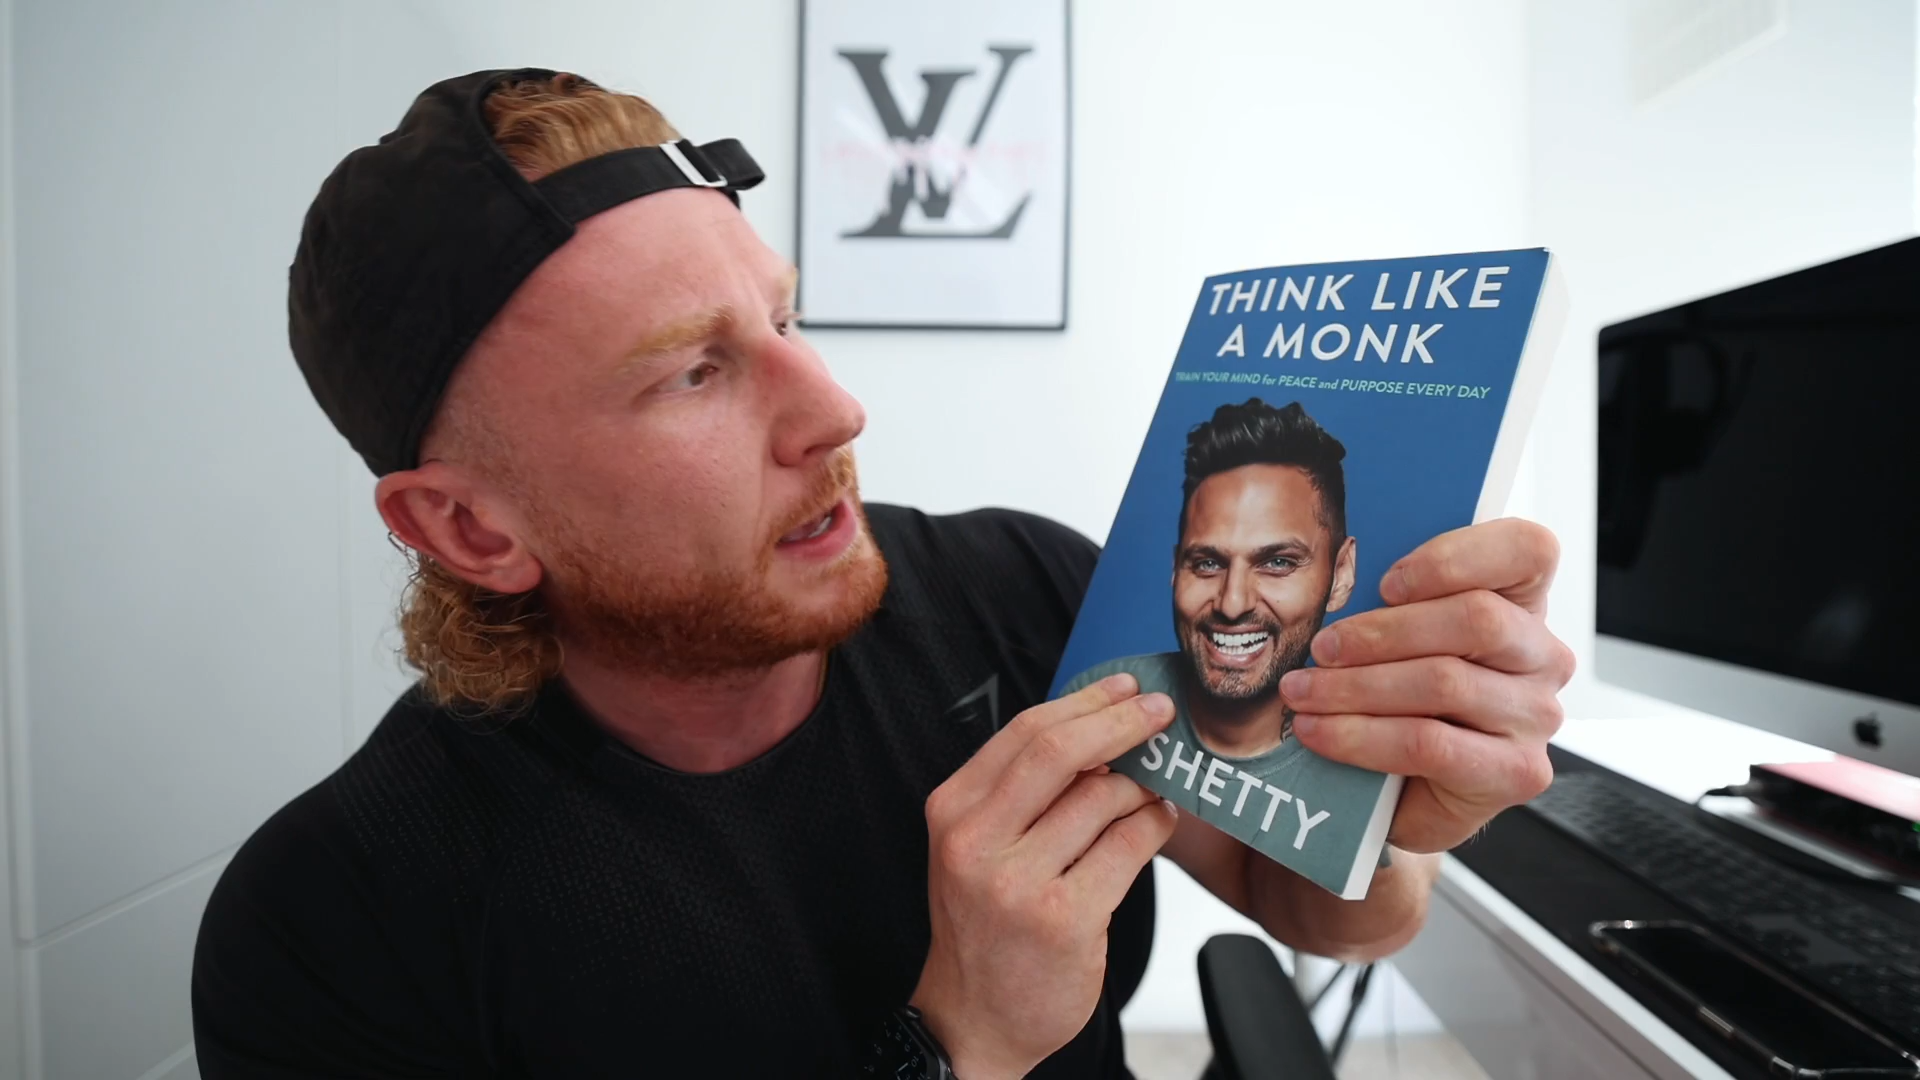 THINK LIKE
A MONK
TRAIN YOUR MIND for PEACE and PURPOSE EVERY DAY
SHETTY
LV